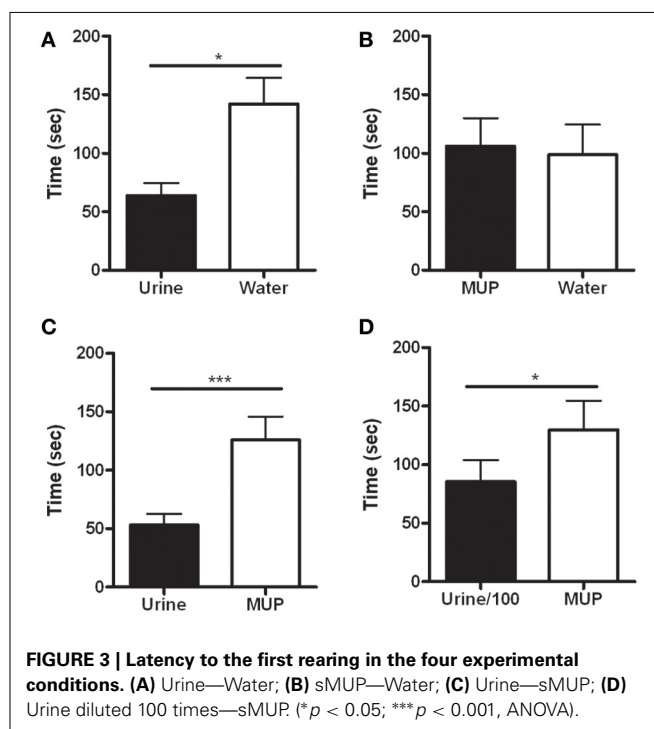 A
B
200
150
100
50
0
Time (sec)
*
Urine
Water
200
150
100
50
0
Time (sec)
MUP
Water
C
D
200
150
100
50
0
Time (sec)
***
Urine
MUP
200
150
100
50
0
Time (sec)
*
Urine/100
MUP
FIGURE 3 | Latency to the first rearing in the four experimental
conditions. (A) Urine—Water; (B) sMUP—Water; (C) Urine—sMUP; (D)
Urine diluted 100 times—sMUP. (*p < 0.05; ***p < 0.001, ANOVA).